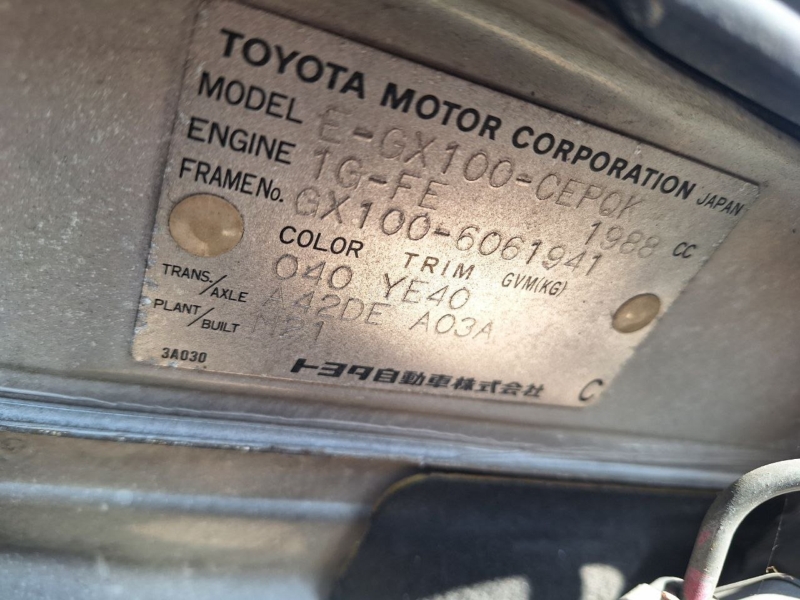 TOYOTA MOTOR CORPORATION JAPAN
MODEL E-GX100-CEPQK
ENGINE 1G-FE 1988 CC
FRAME No. GX100-6061941
COLOR TRIM GVM(KG)
040 YE40
TRANS./AXLE A42DE A03A
PLANT/BUILT M21
3A030
トヨタ自動車株式会社 C